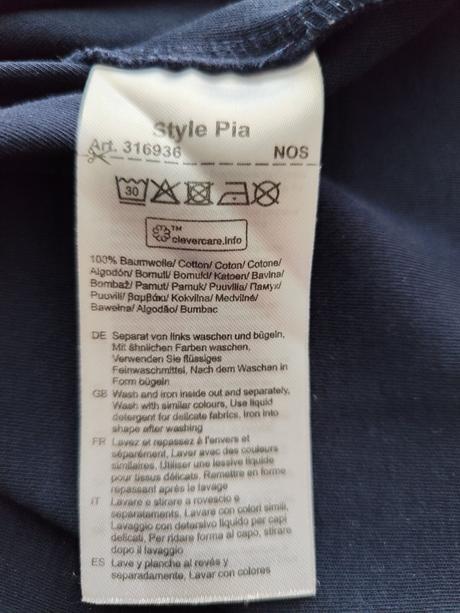 Style Pia
Art. 316936 NOS
30
TM
clevercare.info
100% Baumwolle/ Cotton/ Coton/ Cotone/
Algodón/ Bomull/ Bomuld/ Katoen/ Bavlna/
Bombaž/ Pamut/ Pamuk/ Puuvilla/ Памук/
Puuvill/ Βαμβάκι/ Kokvilna/ Medvilnė/
Bawełna/ Algodão/ Bumbac
DE Separat von links waschen und bügeln,
Mit ähnlichen Farben waschen,
Verwenden Sie flüssiges
Feinwaschmittel, Nach dem Waschen in
Form bügeln
GB Wash and iron inside out and separately,
Wash with similar colours, Use liquid
detergent for delicate fabrics, Iron into
shape after washing
FR Lavez et repassez à l'envers et
séparément, Laver avec des couleurs
similaires, Utiliser une lessive liquide
pour tissus délicats, Remettre en forme
repassant après le lavage
IT Lavare e stirare a rovescio e
separatamente, Lavare con colori simili,
Lavaggio con detersivo liquido per capi
delicati, Per ridare forma al capo, stirare
dopo il lavaggio
ES Lave y planche al revés y
separadamente, Lavar con colores